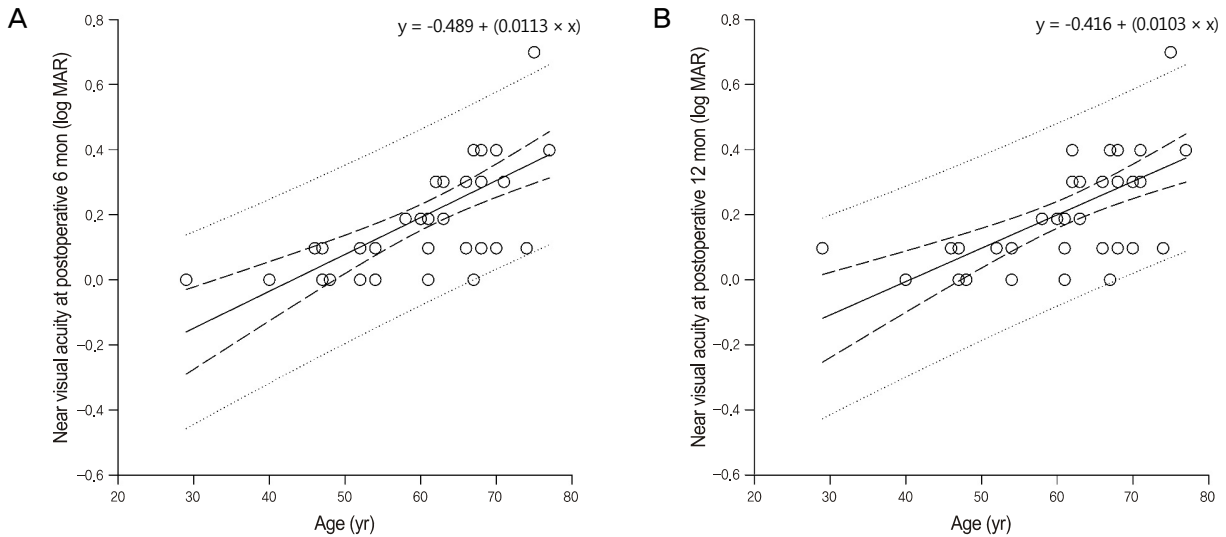 A
y = -0.489 + (0.0113 × x)
Near visual acuity at postoperative 6 mon (log MAR)
0.8
0.6
0.4
0.2
0.0
−0.2
−0.4
−0.6
20 30 40 50 60 70 80
Age (yr)
B
y = -0.416 + (0.0103 × x)
Near visual acuity at postoperative 12 mon (log MAR)
0.8
0.6
0.4
0.2
0.0
−0.2
−0.4
−0.6
20 30 40 50 60 70 80
Age (yr)